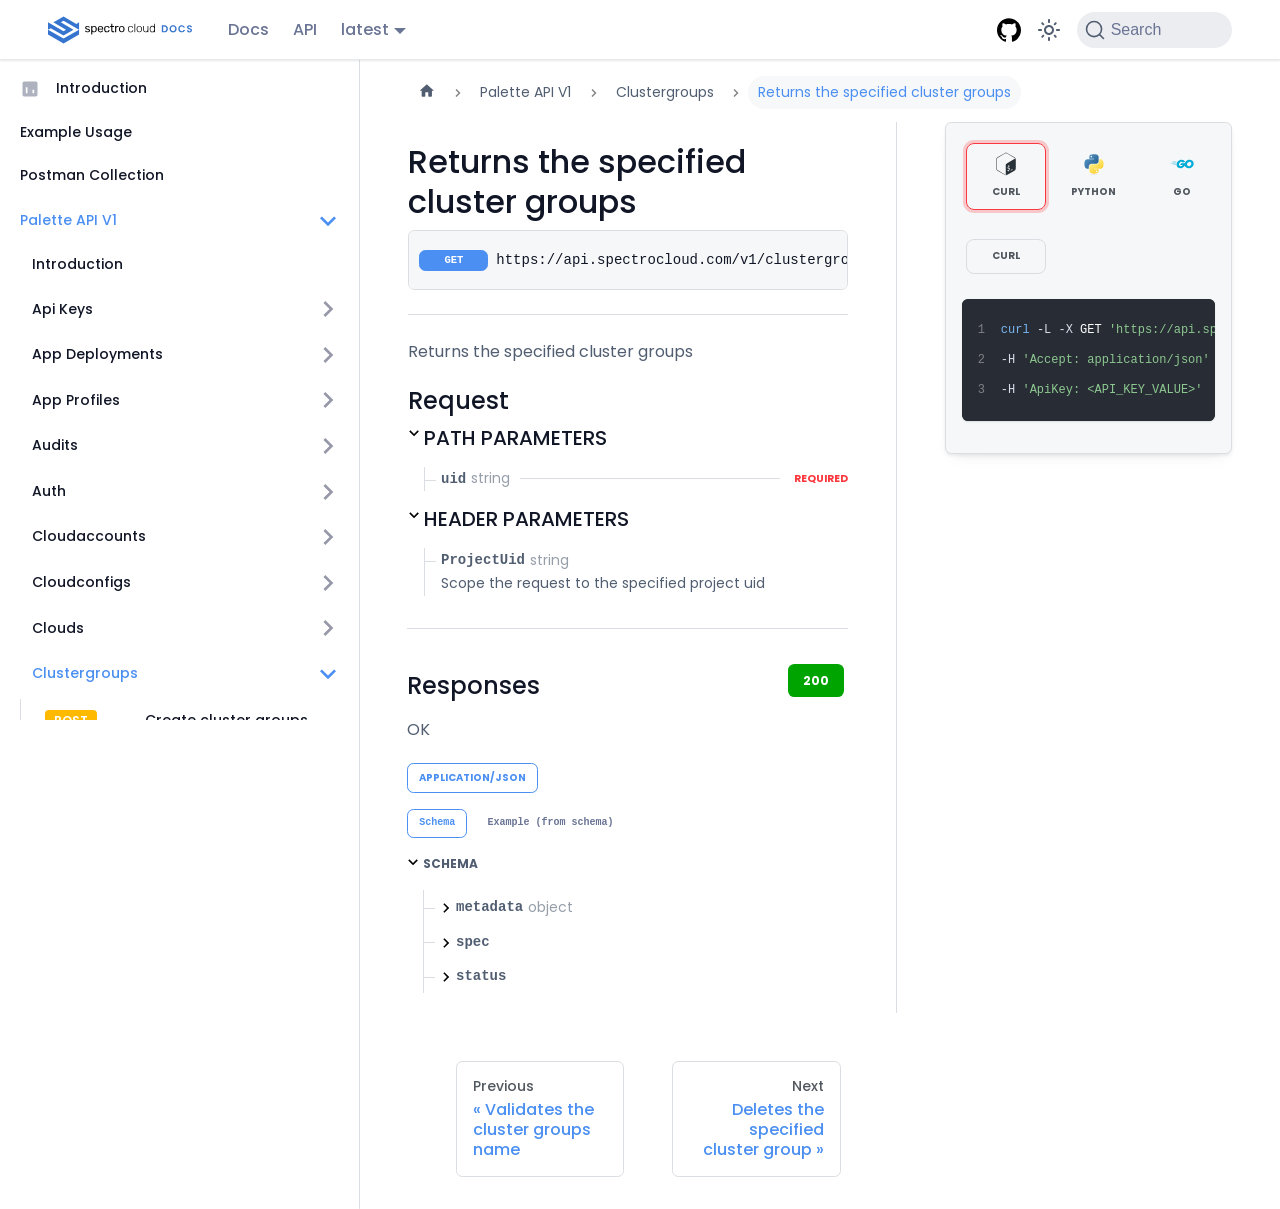 spectro cloud DOCS
Docs
API
latest
Search
Introduction
Example Usage
Postman Collection
Palette API V1
Introduction
Api Keys
App Deployments
App Profiles
Audits
Auth
Cloudaccounts
Cloudconfigs
Clouds
Clustergroups
POST Create cluster groups
Palette API V1
Clustergroups
Returns the specified cluster groups
Returns the specified
cluster groups
GET https://api.spectrocloud.com/v1/clustergro
Returns the specified cluster groups
Request
PATH PARAMETERS
uid string REQUIRED
HEADER PARAMETERS
ProjectUid string
Scope the request to the specified project uid
Responses
200
OK
APPLICATION/JSON
Schema Example (from schema)
SCHEMA
metadata object
spec
status
CURL PYTHON GO
CURL
1 curl -L -X GET 'https://api.sp
2 -H 'Accept: application/json'
3 -H 'ApiKey: <API_KEY_VALUE>'
Previous
« Validates the
cluster groups
name
Next
Deletes the
specified
cluster group »